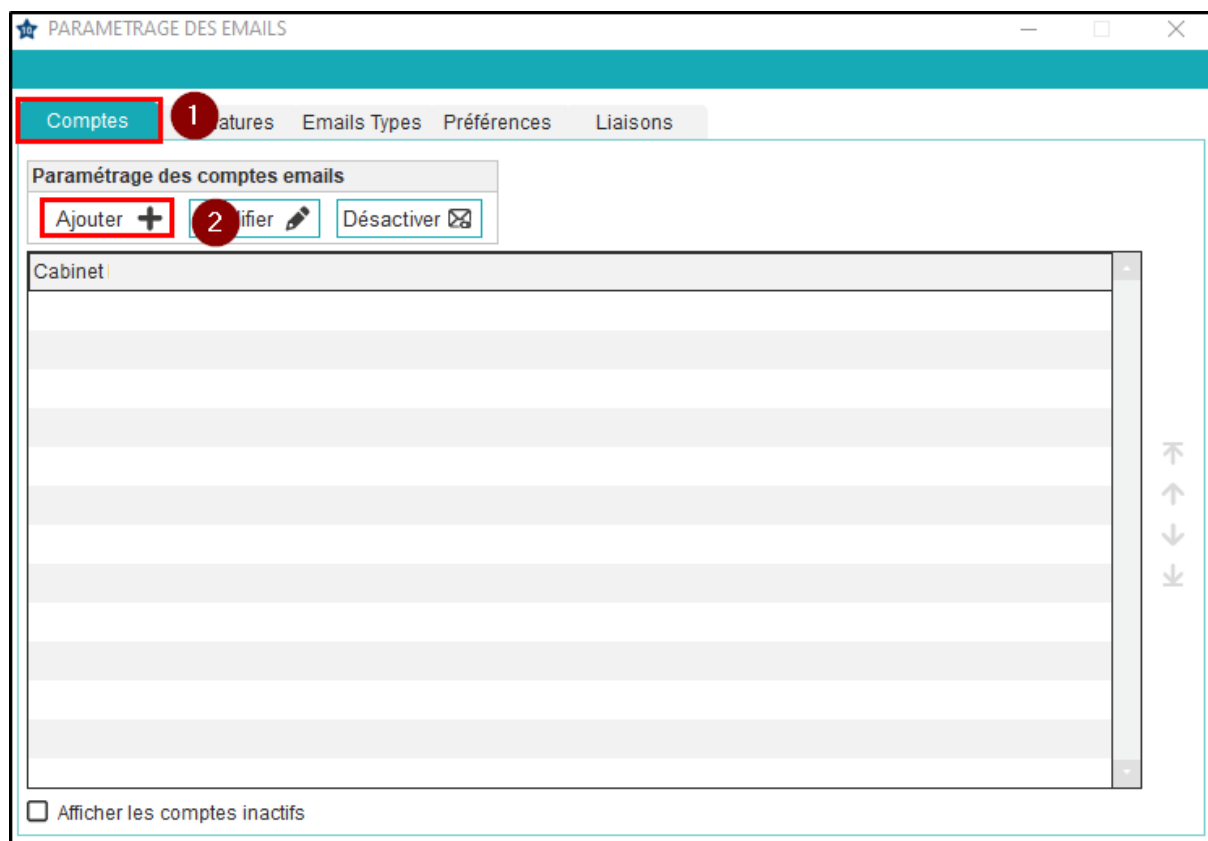 PARAMETRAGE DES EMAILS
Comptes 1 atures Emails Types Préférences Liaisons
Paramétrage des comptes emails
Ajouter 2 ifier Désactiver
Cabinet
Afficher les comptes inactifs